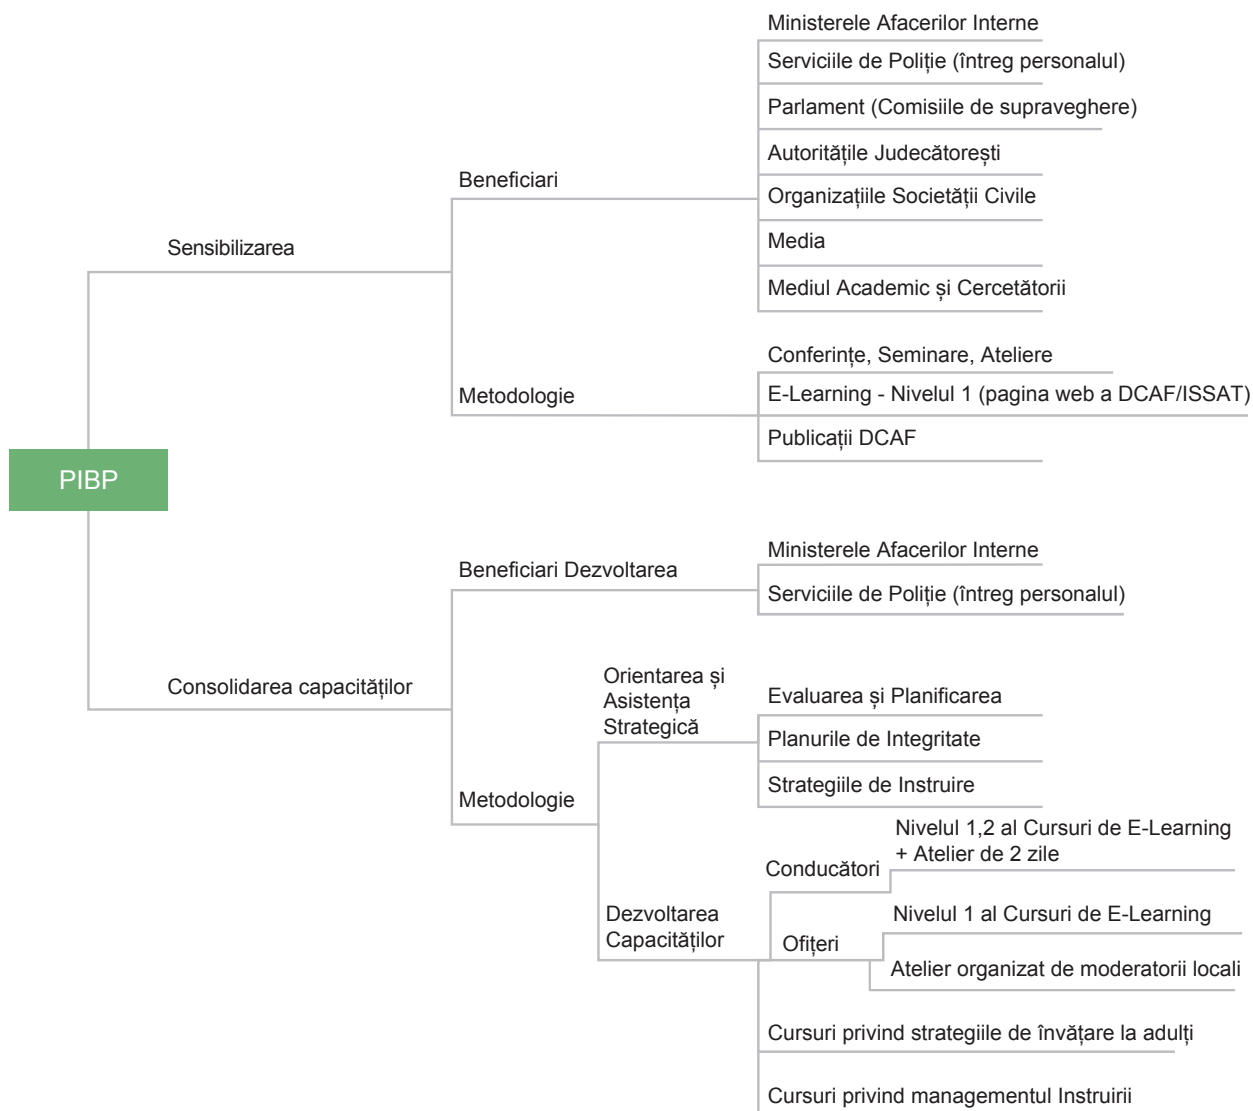 Ministerele Afacerilor Interne
Serviciile de Poliție (întreg personalul)
Parlament (Comisiile de supraveghere)
Autoritățile Judecătorești
Beneficiari
Organizațiile Societății Civile
Media
Sensibilizarea
Mediul Academic și Cercetătorii
Conferințe, Seminare, Ateliere
Metodologie
E-Learning - Nivelul 1 (pagina web a DCAF/ISSAT)
Publicații DCAF
PIBP
Ministerele Afacerilor Interne
Beneficiari Dezvoltarea
Serviciile de Poliție (întreg personalul)
Consolidarea capacităților
Orientarea și
Asistența
Strategică
Evaluarea și Planificarea
Planurile de Integritate
Strategiile de Instruire
Metodologie
Nivelul 1,2 al Cursuri de E-Learning
+ Atelier de 2 zile
Conducători
Dezvoltarea
Capacităților
Nivelul 1 al Cursuri de E-Learning
Ofițeri
Atelier organizat de moderatorii locali
Cursuri privind strategiile de învățare la adulți
Cursuri privind managementul Instruirii